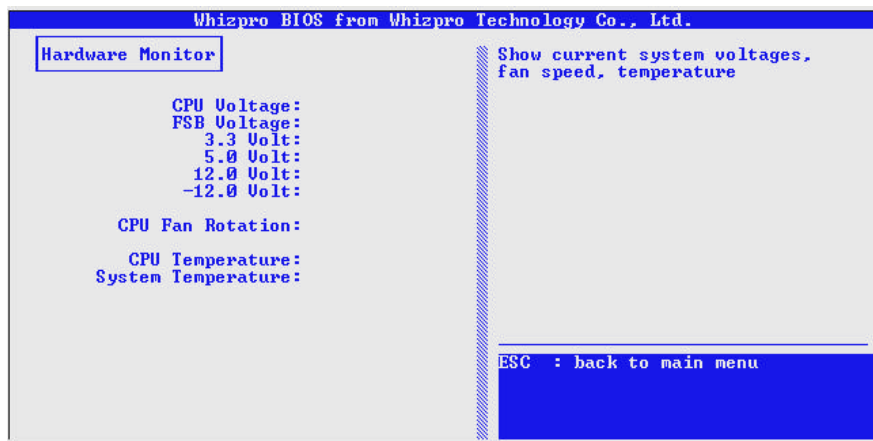 Whizpro BIOS from Whizpro Technology Co., Ltd.
Hardware Monitor
CPU Voltage:
FSB Voltage:
3.3 Volt:
5.0 Volt:
12.0 Volt:
-12.0 Volt:
CPU Fan Rotation:
CPU Temperature:
System Temperature:
Show current system voltages,
fan speed, temperature
ESC : back to main menu